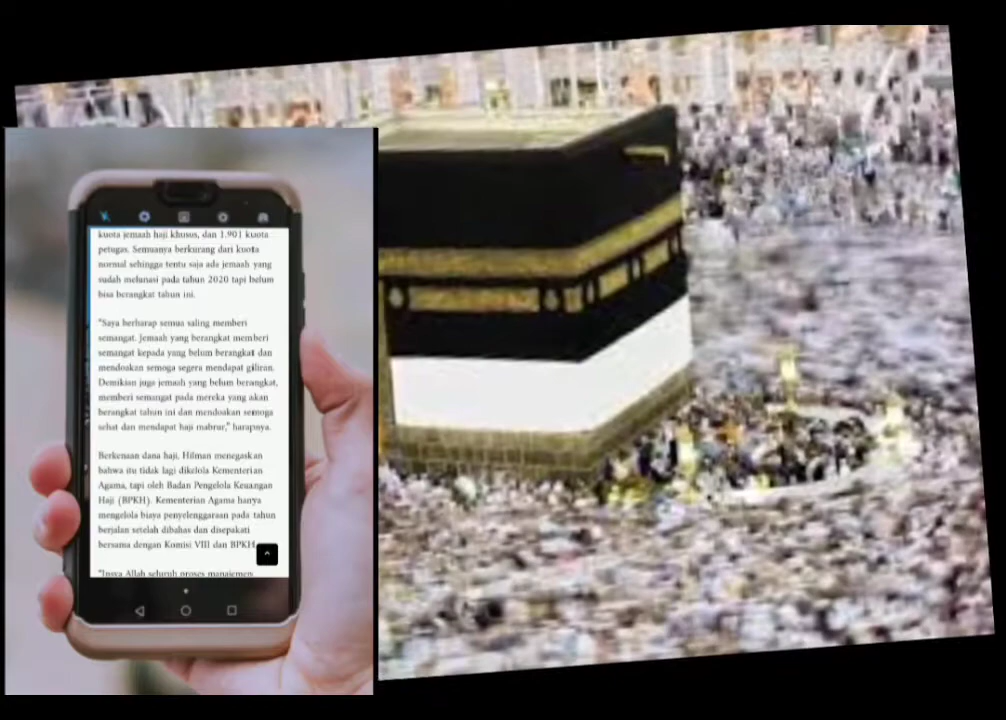 kuota jemaah haji khusus, dan 1.901 kuota
petugas. Semuanya berkurang dari kuota
normal sehingga tentu saja ada jemaah yang
sudah melunasi pada tahun 2020 tapi belum
bisa berangkat tahun ini.
"Saya berharap semua saling memberi
semangat. Jemaah yang berangkat memberi
semangat kepada yang belum berangkat dan
mendoakan semoga segera mendapat giliran.
Demikian juga jemaah yang belum berangkat,
memberi semangat pada mereka yang akan
berangkat tahun ini dan mendoakan semoga
sehat dan mendapat haji mabrur," harapnya.
Berkenaan dana haji, Hilman menegaskan
bahwa itu tidak lagi dikelola Kementerian
Agama, tapi oleh Badan Pengelola Keuangan
Haji (BPKH). Kementerian Agama hanya
mengelola biaya penyelenggaraan pada tahun
berjalan setelah dibahas dan disepakati
bersama dengan Komisi VIII dan BPKH
"Insya Allah seluruh proses manajemen